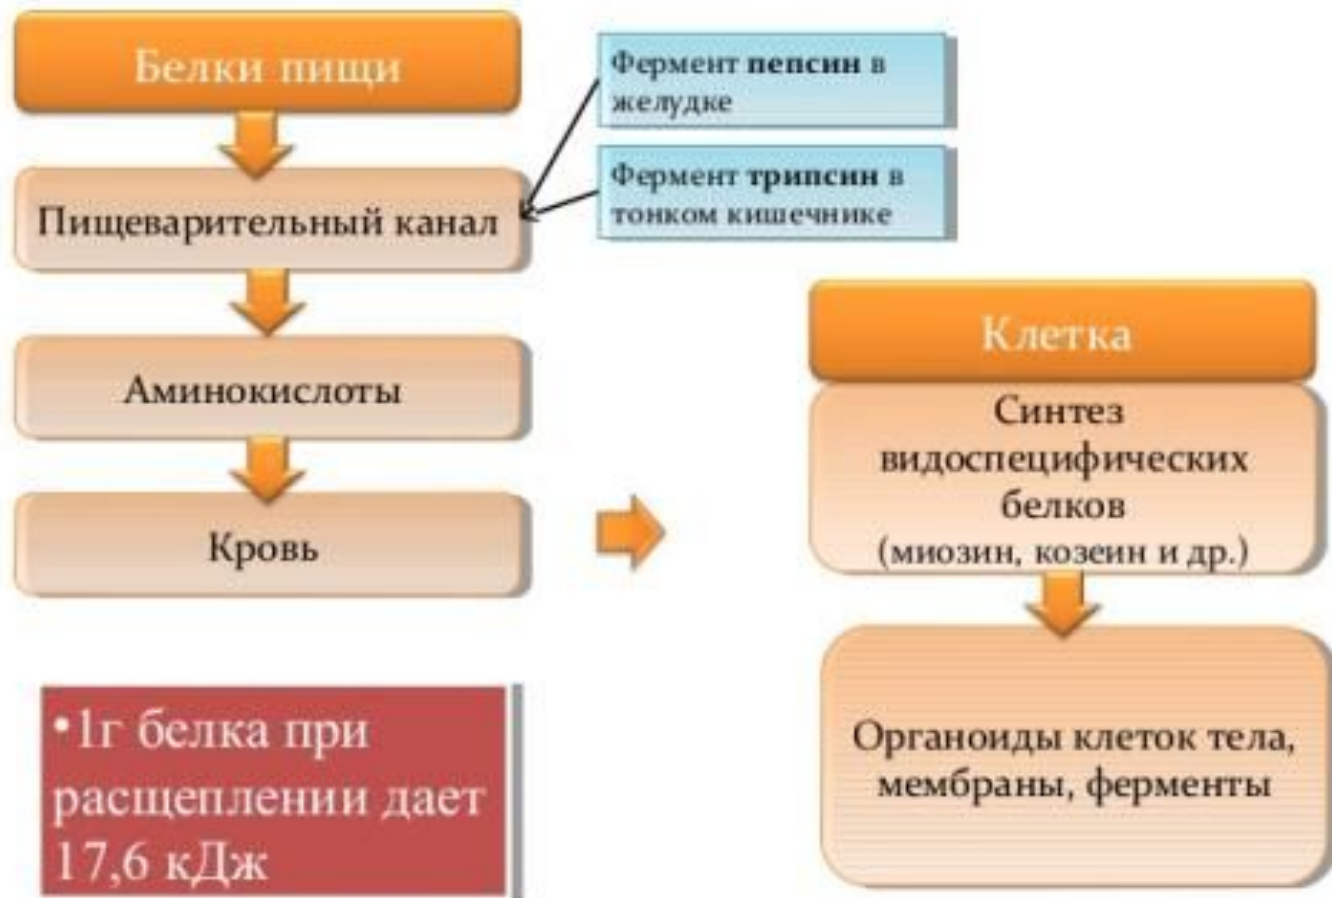 Белки пищи
Фермент пепсин в
желудке
Фермент трипсин в
тонком кишечнике
Пищеварительный канал
Аминокислоты
Кровь
Клетка
Синтез
видоспецифических
белков
(миозин, козеин и др.)
Органоиды клеток тела,
мембраны, ферменты
•1г белка при
расщеплении дает
17,6 кДж